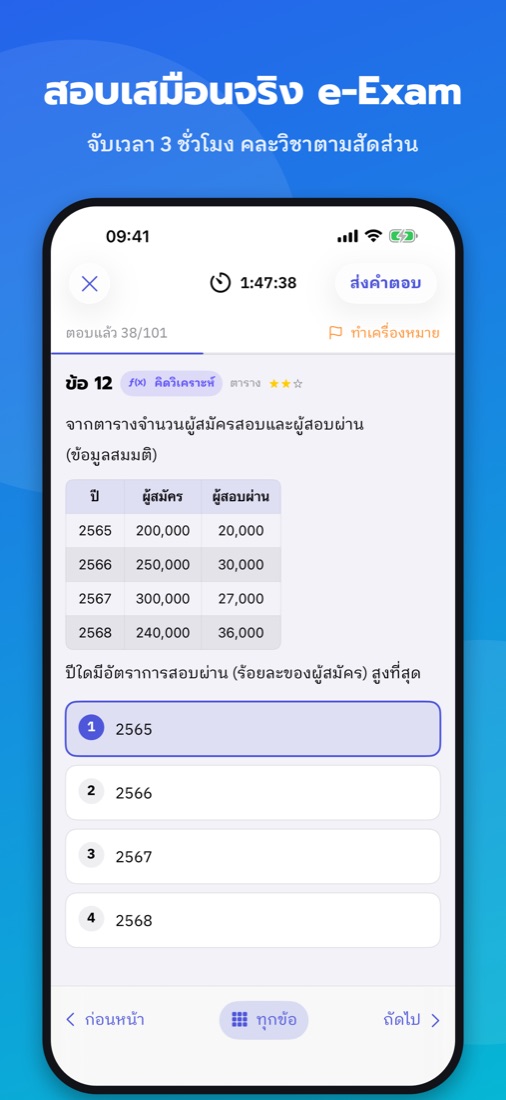 สอบเสมือนจริง e-Exam
จับเวลา 3 ชั่วโมง คละวิชาตามสัดส่วน
09:41
1:47:38
ส่งคำตอบ
ตอบแล้ว 38/101
ทำเครื่องหมาย
ข้อ 12 ƒ(x) คิดวิเคราะห์ ตาราง ★★☆
จากตารางจำนวนผู้สมัครสอบและผู้สอบผ่าน
(ข้อมูลสมมติ)
ปี ผู้สมัคร ผู้สอบผ่าน
2565 200,000 20,000
2566 250,000 30,000
2567 300,000 27,000
2568 240,000 36,000
ปีใดมีอัตราการสอบผ่าน (ร้อยละของผู้สมัคร) สูงที่สุด
1 2565
2 2566
3 2567
4 2568
ก่อนหน้า
ทุกข้อ
ถัดไป